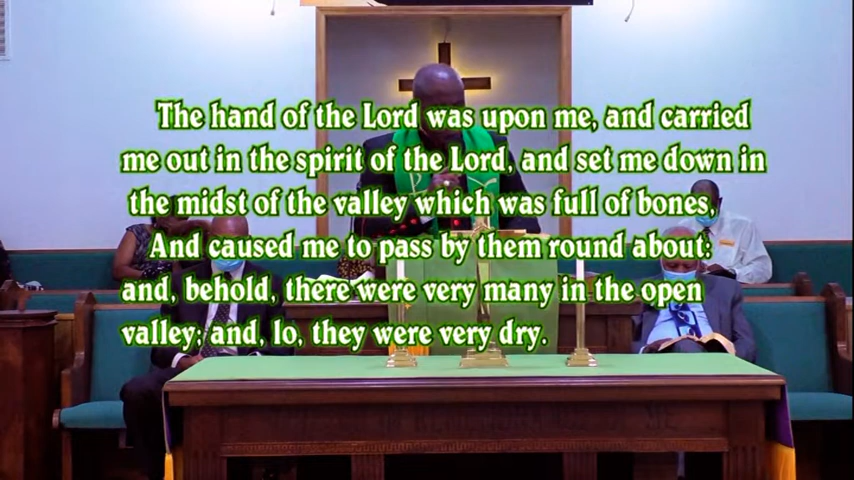 The hand of the Lord was upon me, and carried
me out in the spirit of the Lord, and set me down in
the midst of the valley which was full of bones,
And caused me to pass by them round about:
and, behold, there were very many in the open
valley; and, lo, they were very dry.